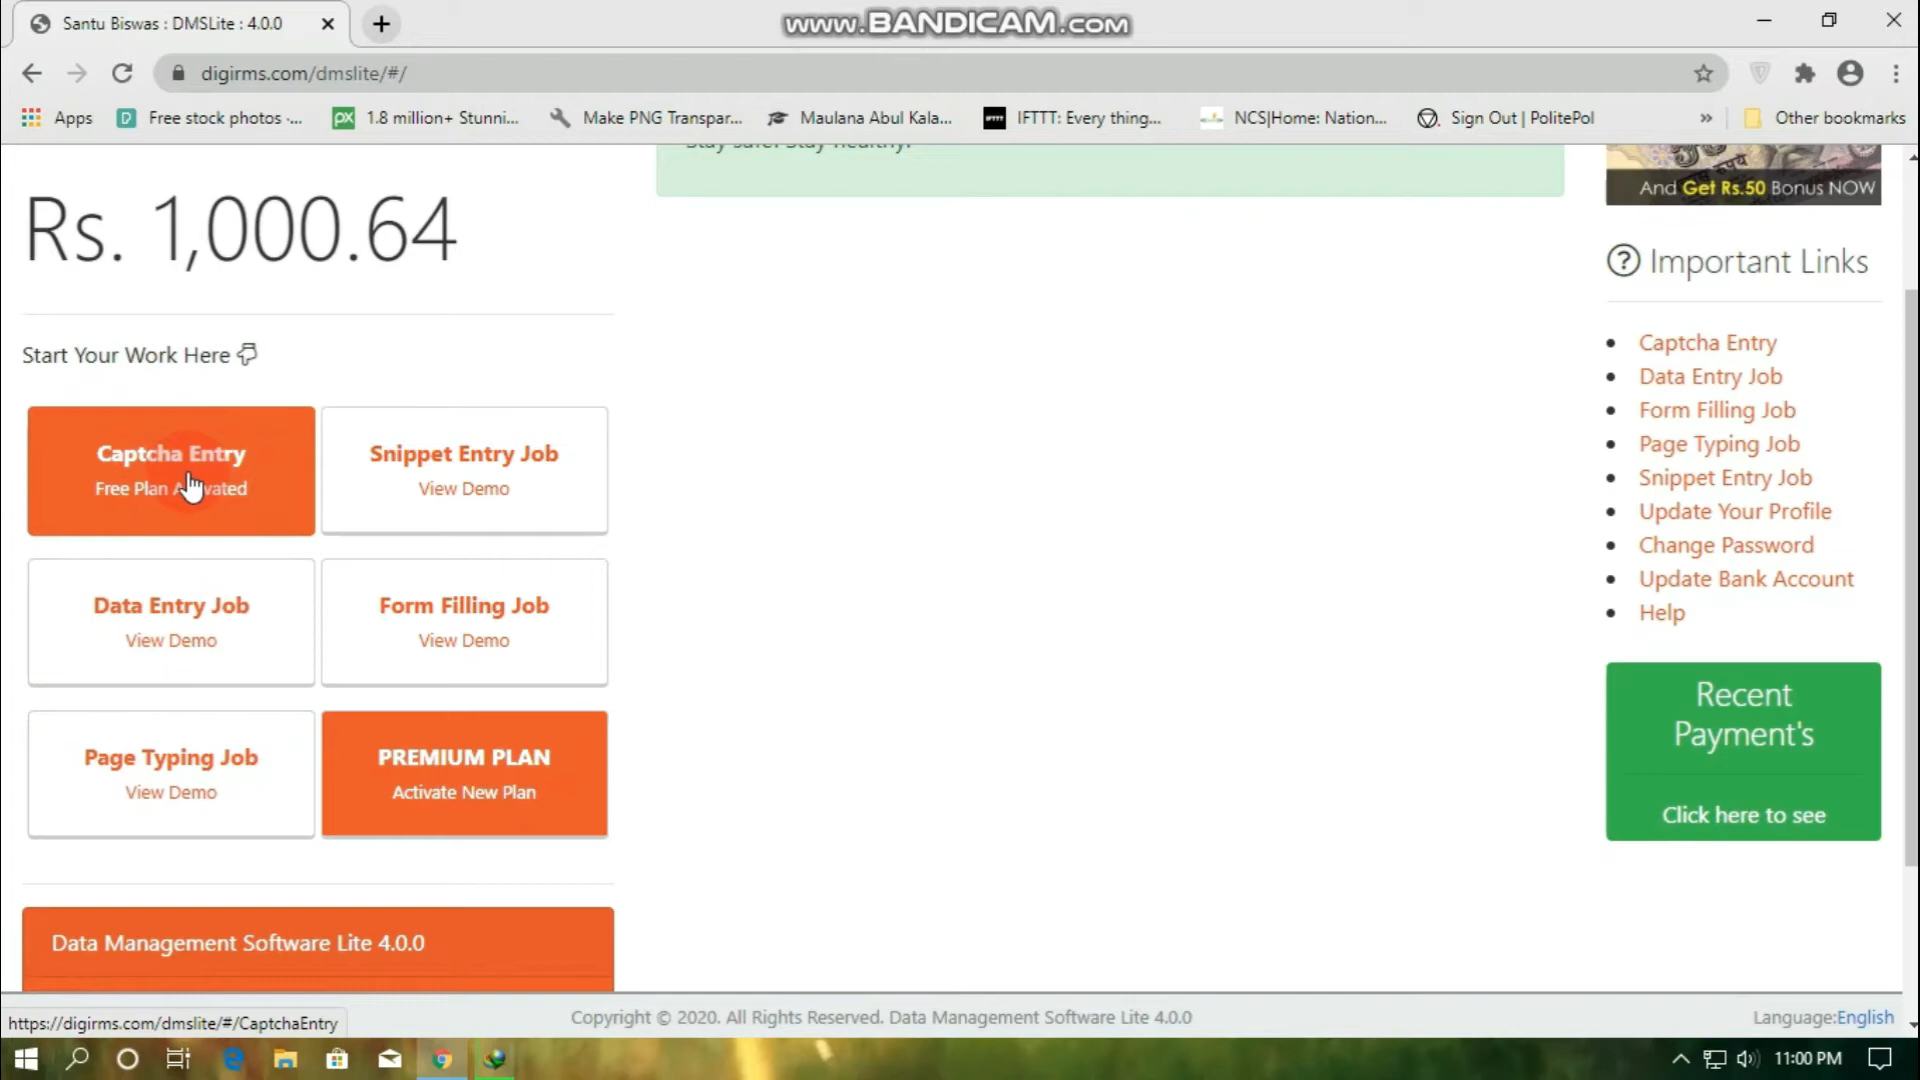 Santu Biswas : DMSLite : 4.0.0
www.BANDICAM.com
digirms.com/dmslite/#/
Apps
Free stock photos -...
1.8 million+ Stunni...
Make PNG Transpar...
Maulana Abul Kala...
IFTTT: Every thing...
NCS|Home: Nation...
Sign Out | PolitePol
Other bookmarks
Stay safe! Stay healthy!
And Get Rs.50 Bonus NOW
Rs. 1,000.64
Important Links
Start Your Work Here
Captcha Entry
Free Plan Activated
Snippet Entry Job
View Demo
Data Entry Job
View Demo
Form Filling Job
View Demo
Page Typing Job
View Demo
PREMIUM PLAN
Activate New Plan
Captcha Entry
Data Entry Job
Form Filling Job
Page Typing Job
Snippet Entry Job
Update Your Profile
Change Password
Update Bank Account
Help
Recent
Payment's
Click here to see
Data Management Software Lite 4.0.0
https://digirms.com/dmslite/#/CaptchaEntry
Copyright © 2020. All Rights Reserved. Data Management Software Lite 4.0.0
Language:English
11:00 PM